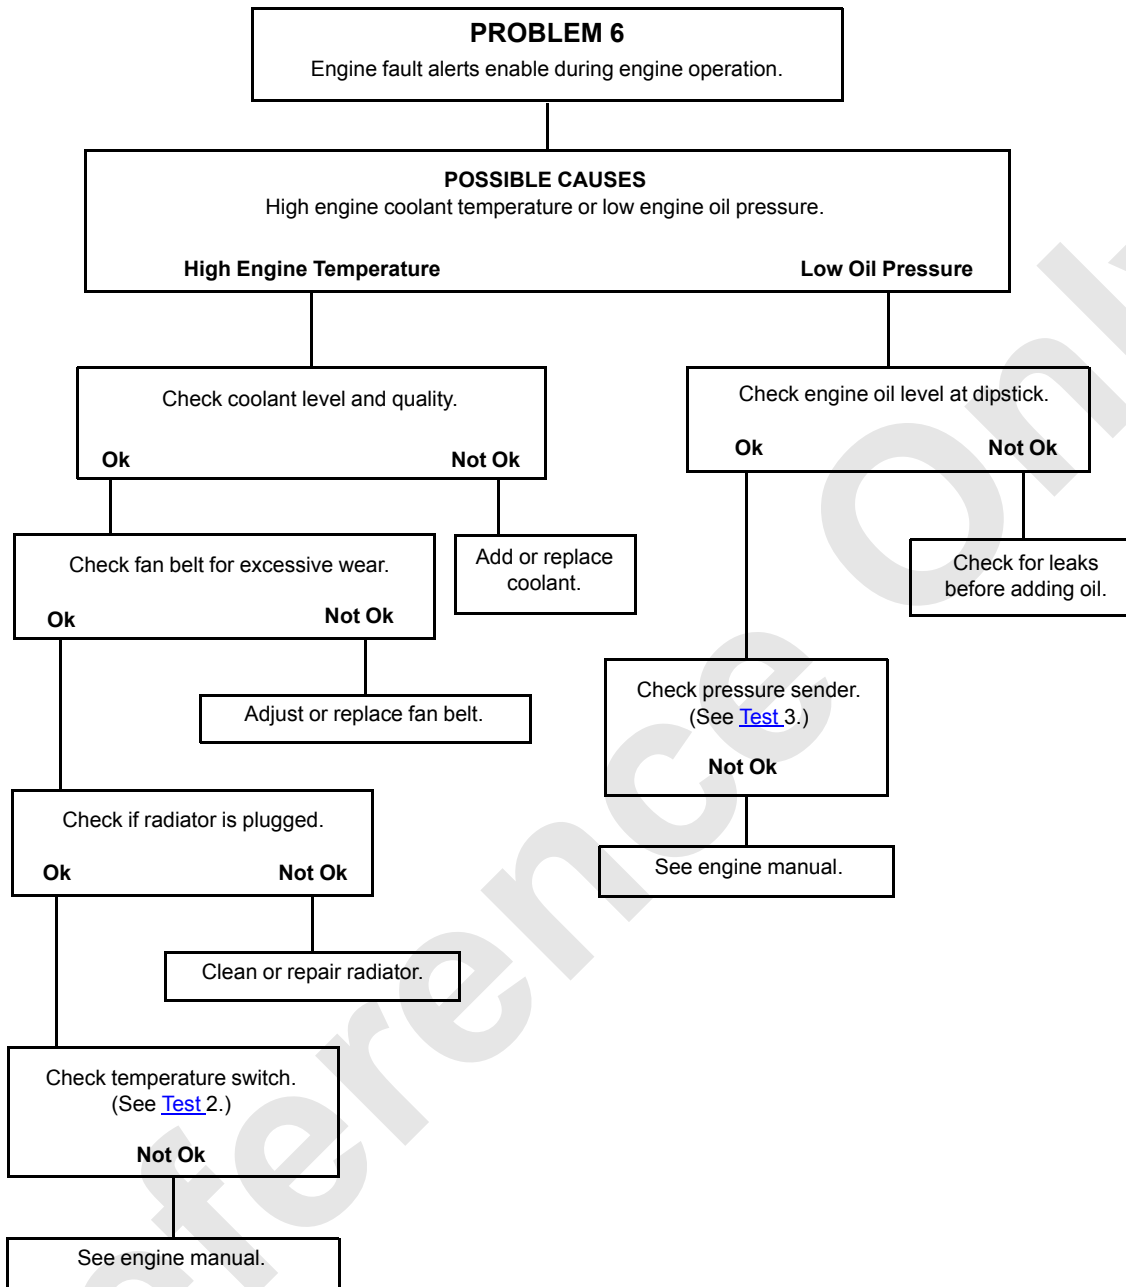 PROBLEM 6
Engine fault alerts enable during engine operation.
POSSIBLE CAUSES
High engine coolant temperature or low engine oil pressure.
High Engine Temperature
Low Oil Pressure
Check coolant level and quality.
Ok
Not Ok
Check engine oil level at dipstick.
Ok
Not Ok
Check fan belt for excessive wear.
Ok
Not Ok
Add or replace
coolant.
Check for leaks
before adding oil.
Adjust or replace fan belt.
Check pressure sender.
(See Test 3.)
Not Ok
Check if radiator is plugged.
Ok
Not Ok
See engine manual.
Clean or repair radiator.
Check temperature switch.
(See Test 2.)
Not Ok
See engine manual.